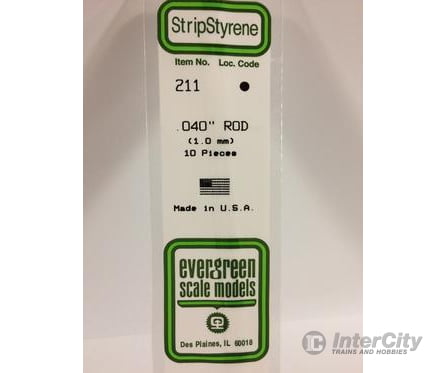 StripStyrene
Item No. Loc. Code
211 ●
.040" ROD
(1.0 mm)
10 Pieces
Made in U.S.A.
evergreen
scale models
Des Plaines, IL 60018
IC InterCity
TRAINS AND HOBBIES